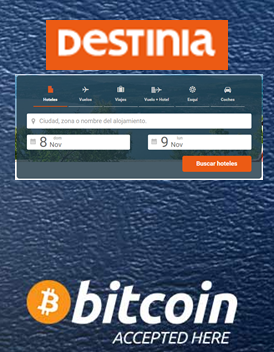 DESTINIA
Hoteles Vuelos Viajes Vuelo + Hotel Esquí Coches
Ciudad, zona o nombre del alojamiento.
8 Nov 9 Nov
Buscar hoteles
bitcoin
ACCEPTED HERE